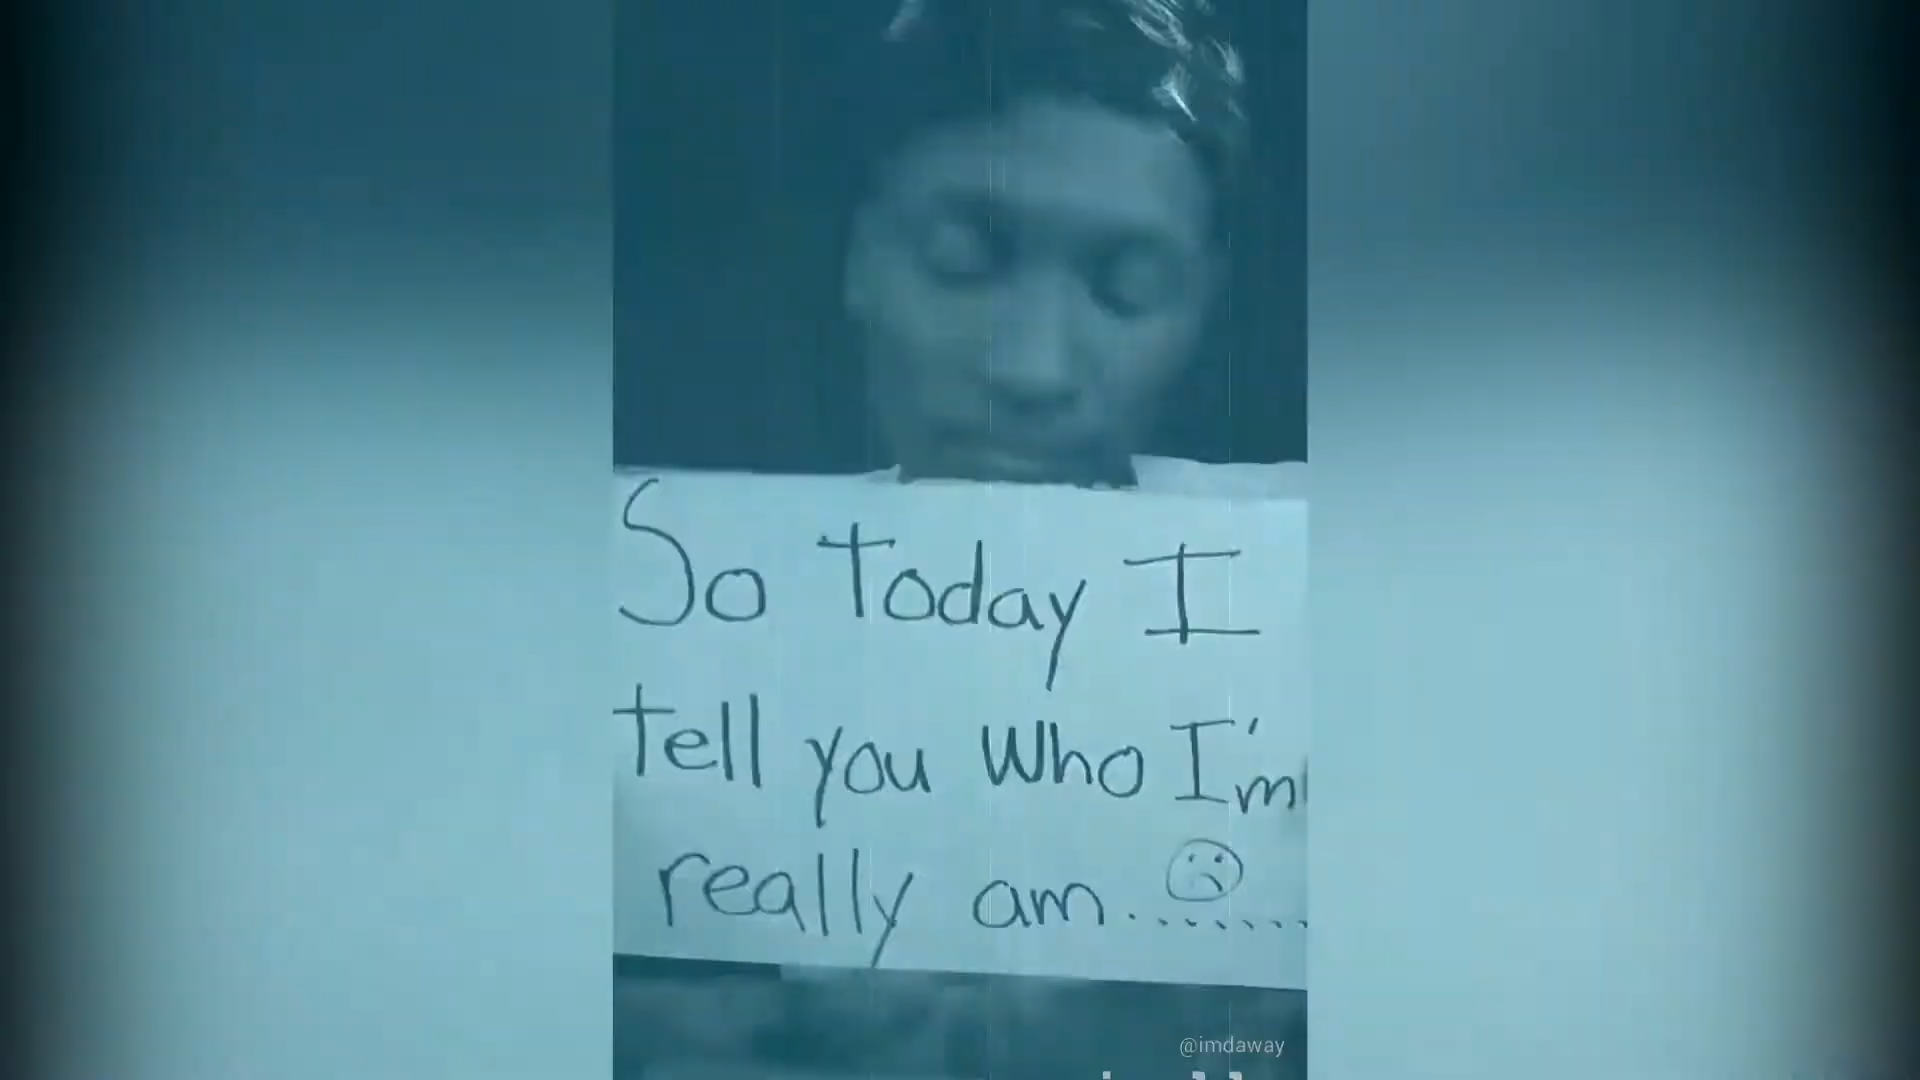 So Today I
tell you Who I'm
really am........
@imdaway